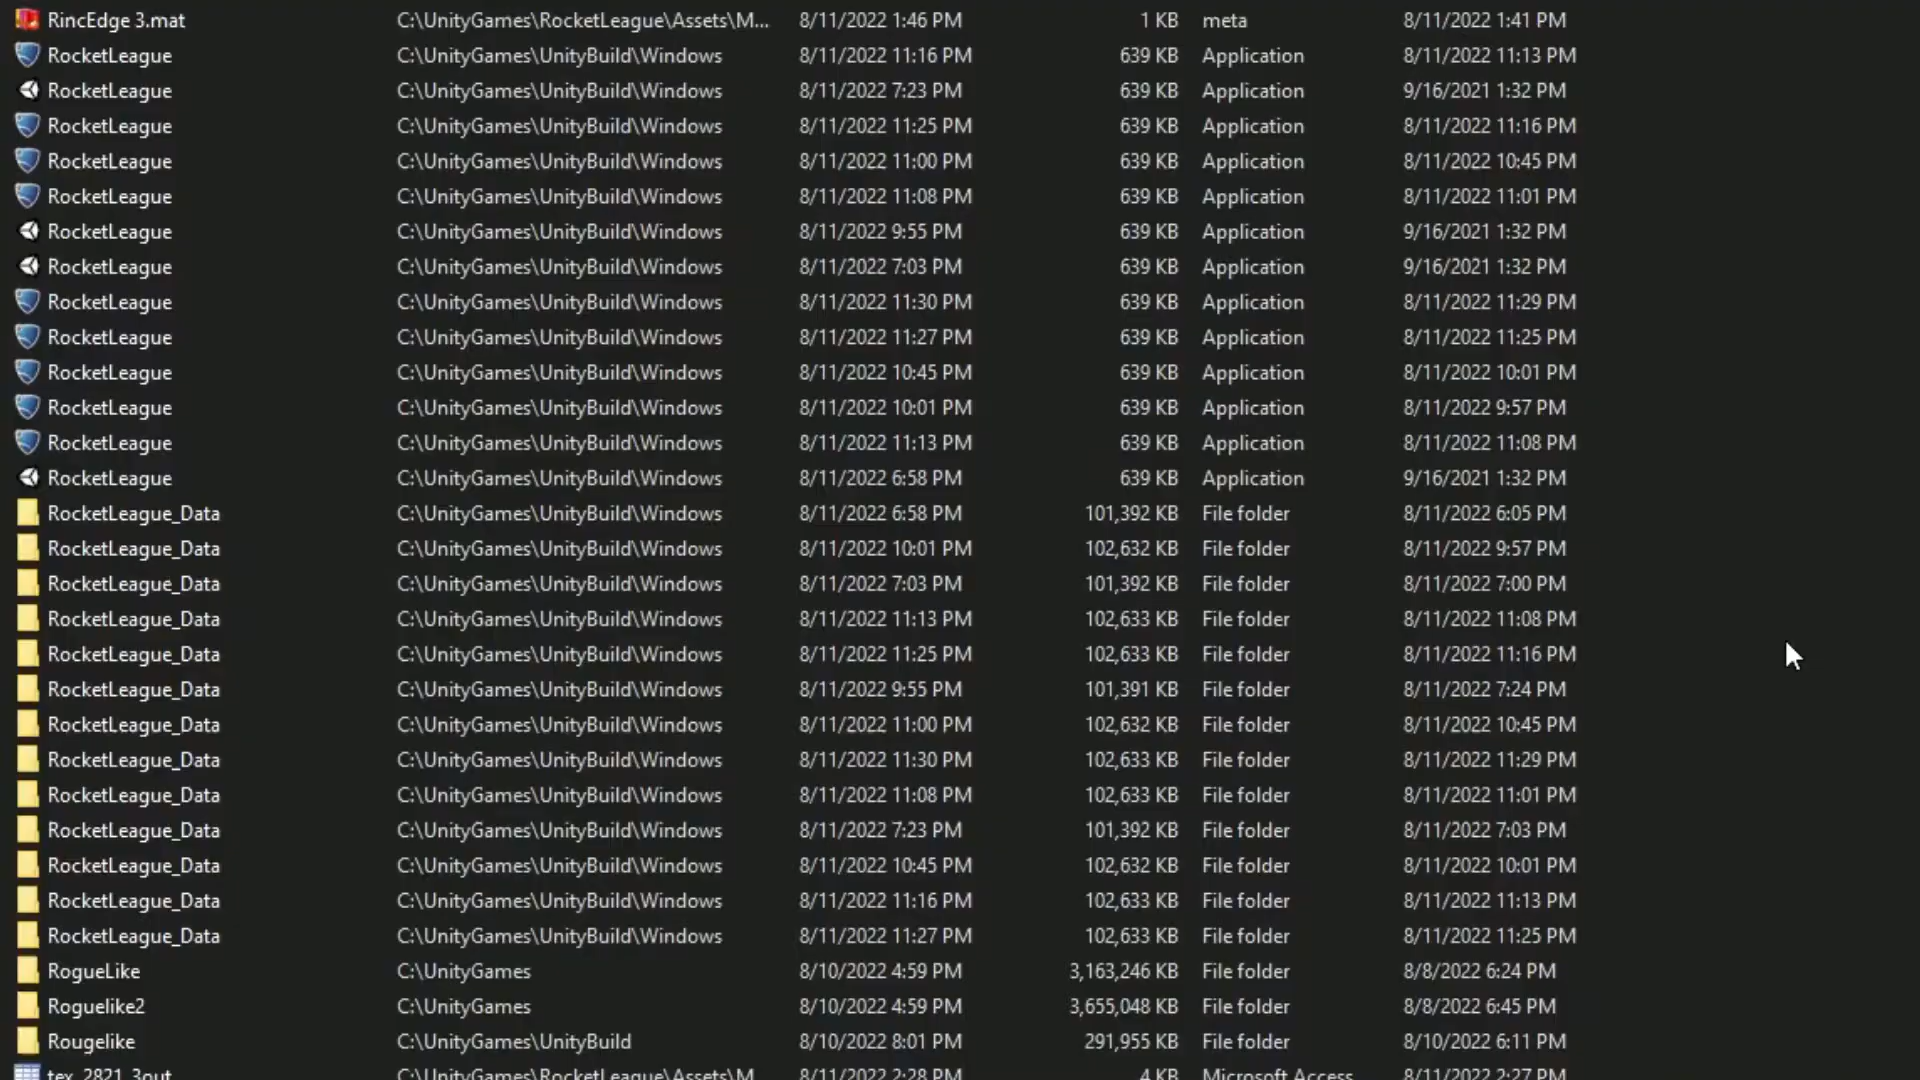 RincEdge 3.mat C:\UnityGames\RocketLeague\Assets\M... 8/11/2022 1:46 PM 1 KB meta 8/11/2022 1:41 PM
RocketLeague C:\UnityGames\UnityBuild\Windows 8/11/2022 11:16 PM 639 KB Application 8/11/2022 11:13 PM
RocketLeague C:\UnityGames\UnityBuild\Windows 8/11/2022 7:23 PM 639 KB Application 9/16/2021 1:32 PM
RocketLeague C:\UnityGames\UnityBuild\Windows 8/11/2022 11:25 PM 639 KB Application 8/11/2022 11:16 PM
RocketLeague C:\UnityGames\UnityBuild\Windows 8/11/2022 11:00 PM 639 KB Application 8/11/2022 10:45 PM
RocketLeague C:\UnityGames\UnityBuild\Windows 8/11/2022 11:08 PM 639 KB Application 8/11/2022 11:01 PM
RocketLeague C:\UnityGames\UnityBuild\Windows 8/11/2022 9:55 PM 639 KB Application 9/16/2021 1:32 PM
RocketLeague C:\UnityGames\UnityBuild\Windows 8/11/2022 7:03 PM 639 KB Application 9/16/2021 1:32 PM
RocketLeague C:\UnityGames\UnityBuild\Windows 8/11/2022 11:30 PM 639 KB Application 8/11/2022 11:29 PM
RocketLeague C:\UnityGames\UnityBuild\Windows 8/11/2022 11:27 PM 639 KB Application 8/11/2022 11:25 PM
RocketLeague C:\UnityGames\UnityBuild\Windows 8/11/2022 10:45 PM 639 KB Application 8/11/2022 10:01 PM
RocketLeague C:\UnityGames\UnityBuild\Windows 8/11/2022 10:01 PM 639 KB Application 8/11/2022 9:57 PM
RocketLeague C:\UnityGames\UnityBuild\Windows 8/11/2022 11:13 PM 639 KB Application 8/11/2022 11:08 PM
RocketLeague C:\UnityGames\UnityBuild\Windows 8/11/2022 6:58 PM 639 KB Application 9/16/2021 1:32 PM
RocketLeague_Data C:\UnityGames\UnityBuild\Windows 8/11/2022 6:58 PM 101,392 KB File folder 8/11/2022 6:05 PM
RocketLeague_Data C:\UnityGames\UnityBuild\Windows 8/11/2022 10:01 PM 102,632 KB File folder 8/11/2022 9:57 PM
RocketLeague_Data C:\UnityGames\UnityBuild\Windows 8/11/2022 7:03 PM 101,392 KB File folder 8/11/2022 7:00 PM
RocketLeague_Data C:\UnityGames\UnityBuild\Windows 8/11/2022 11:13 PM 102,633 KB File folder 8/11/2022 11:08 PM
RocketLeague_Data C:\UnityGames\UnityBuild\Windows 8/11/2022 11:25 PM 102,633 KB File folder 8/11/2022 11:16 PM
RocketLeague_Data C:\UnityGames\UnityBuild\Windows 8/11/2022 9:55 PM 101,391 KB File folder 8/11/2022 7:24 PM
RocketLeague_Data C:\UnityGames\UnityBuild\Windows 8/11/2022 11:00 PM 102,632 KB File folder 8/11/2022 10:45 PM
RocketLeague_Data C:\UnityGames\UnityBuild\Windows 8/11/2022 11:30 PM 102,633 KB File folder 8/11/2022 11:29 PM
RocketLeague_Data C:\UnityGames\UnityBuild\Windows 8/11/2022 11:08 PM 102,633 KB File folder 8/11/2022 11:01 PM
RocketLeague_Data C:\UnityGames\UnityBuild\Windows 8/11/2022 7:23 PM 101,392 KB File folder 8/11/2022 7:03 PM
RocketLeague_Data C:\UnityGames\UnityBuild\Windows 8/11/2022 10:45 PM 102,632 KB File folder 8/11/2022 10:01 PM
RocketLeague_Data C:\UnityGames\UnityBuild\Windows 8/11/2022 11:16 PM 102,633 KB File folder 8/11/2022 11:13 PM
RocketLeague_Data C:\UnityGames\UnityBuild\Windows 8/11/2022 11:27 PM 102,633 KB File folder 8/11/2022 11:25 PM
RogueLike C:\UnityGames 8/10/2022 4:59 PM 3,163,246 KB File folder 8/8/2022 6:24 PM
Roguelike2 C:\UnityGames 8/10/2022 4:59 PM 3,655,048 KB File folder 8/8/2022 6:45 PM
Rougelike C:\UnityGames\UnityBuild 8/10/2022 8:01 PM 291,955 KB File folder 8/10/2022 6:11 PM
tex_2821_3out C:\UnityGames\RocketLeague\Assets\M... 8/11/2022 2:28 PM 4 KB Microsoft Access 8/11/2022 2:27 PM